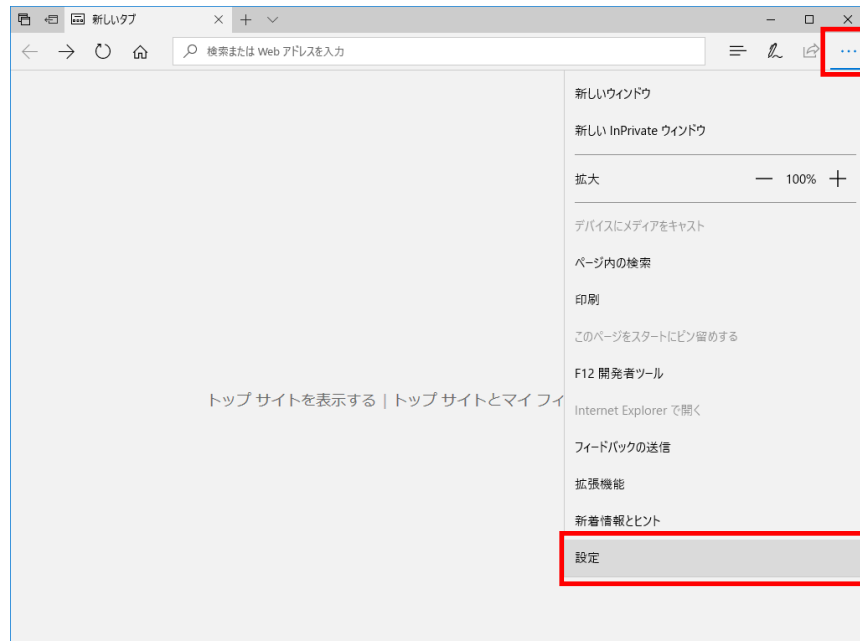 新しいタブ
検索または Web アドレスを入力
新しいウィンドウ
新しい InPrivate ウィンドウ
拡大 100%
デバイスにメディアをキャスト
ページ内の検索
印刷
このページをスタートにピン留めする
F12 開発者ツール
トップ サイトを表示する | トップ サイトとマイ フィ
Internet Explorer で開く
フィードバックの送信
拡張機能
新着情報とヒント
設定